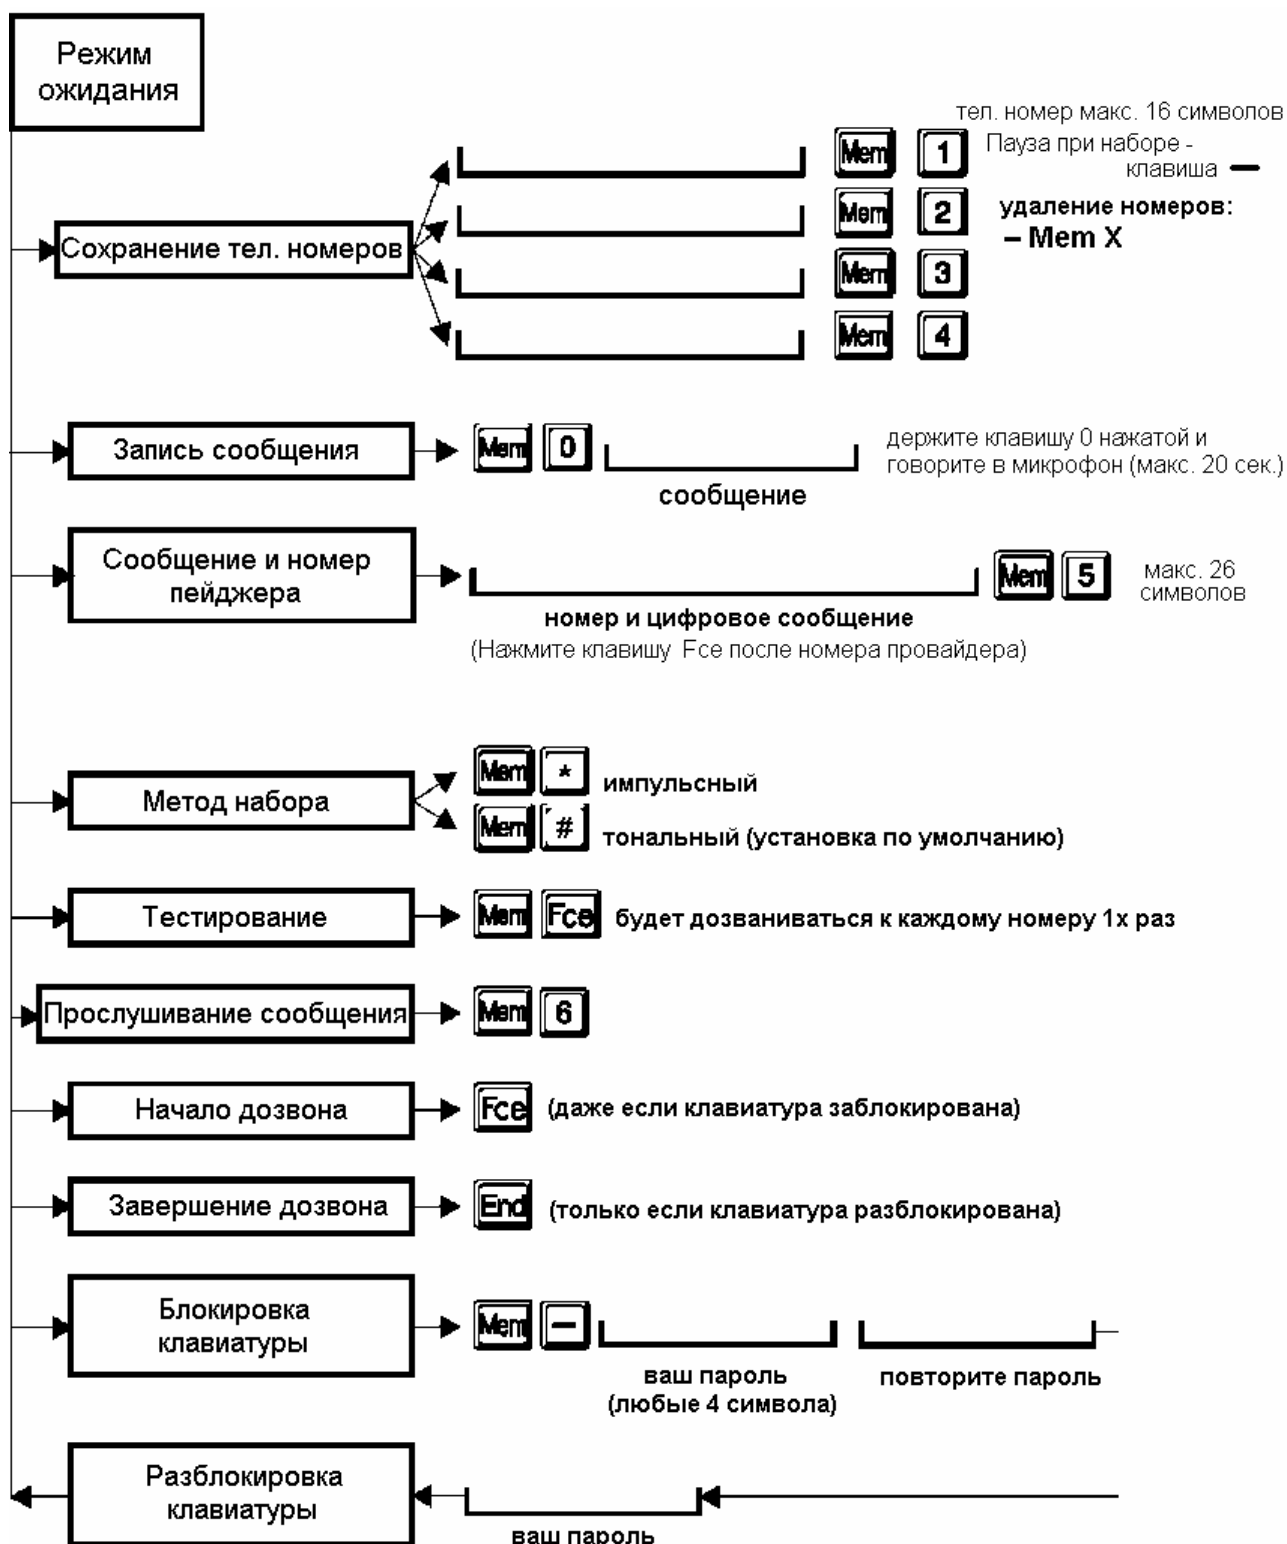 Режим
ожидания
тел. номер макс. 16 символов
Mem 1
Пауза при наборе -
клавиша —
Mem 2
удаление номеров:
– Mem X
Сохранение тел. номеров
Mem 3
Mem 4
Запись сообщения
Mem 0
держите клавишу 0 нажатой и
говорите в микрофон (макс. 20 сек.)
сообщение
Сообщение и номер
пейджера
Mem 5
макс. 26
символов
номер и цифровое сообщение
(Нажмите клавишу Fce после номера провайдера)
Метод набора
Mem * импульсный
Mem # тональный (установка по умолчанию)
Тестирование
Mem Fce будет дозваниваться к каждому номеру 1х раз
Прослушивание сообщения
Mem 6
Начало дозвона
Fce (даже если клавиатура заблокирована)
Завершение дозвона
End (только если клавиатура разблокирована)
Блокировка
клавиатуры
Mem —
ваш пароль
(любые 4 символа)
повторите пароль
Разблокировка
клавиатуры
ваш пароль